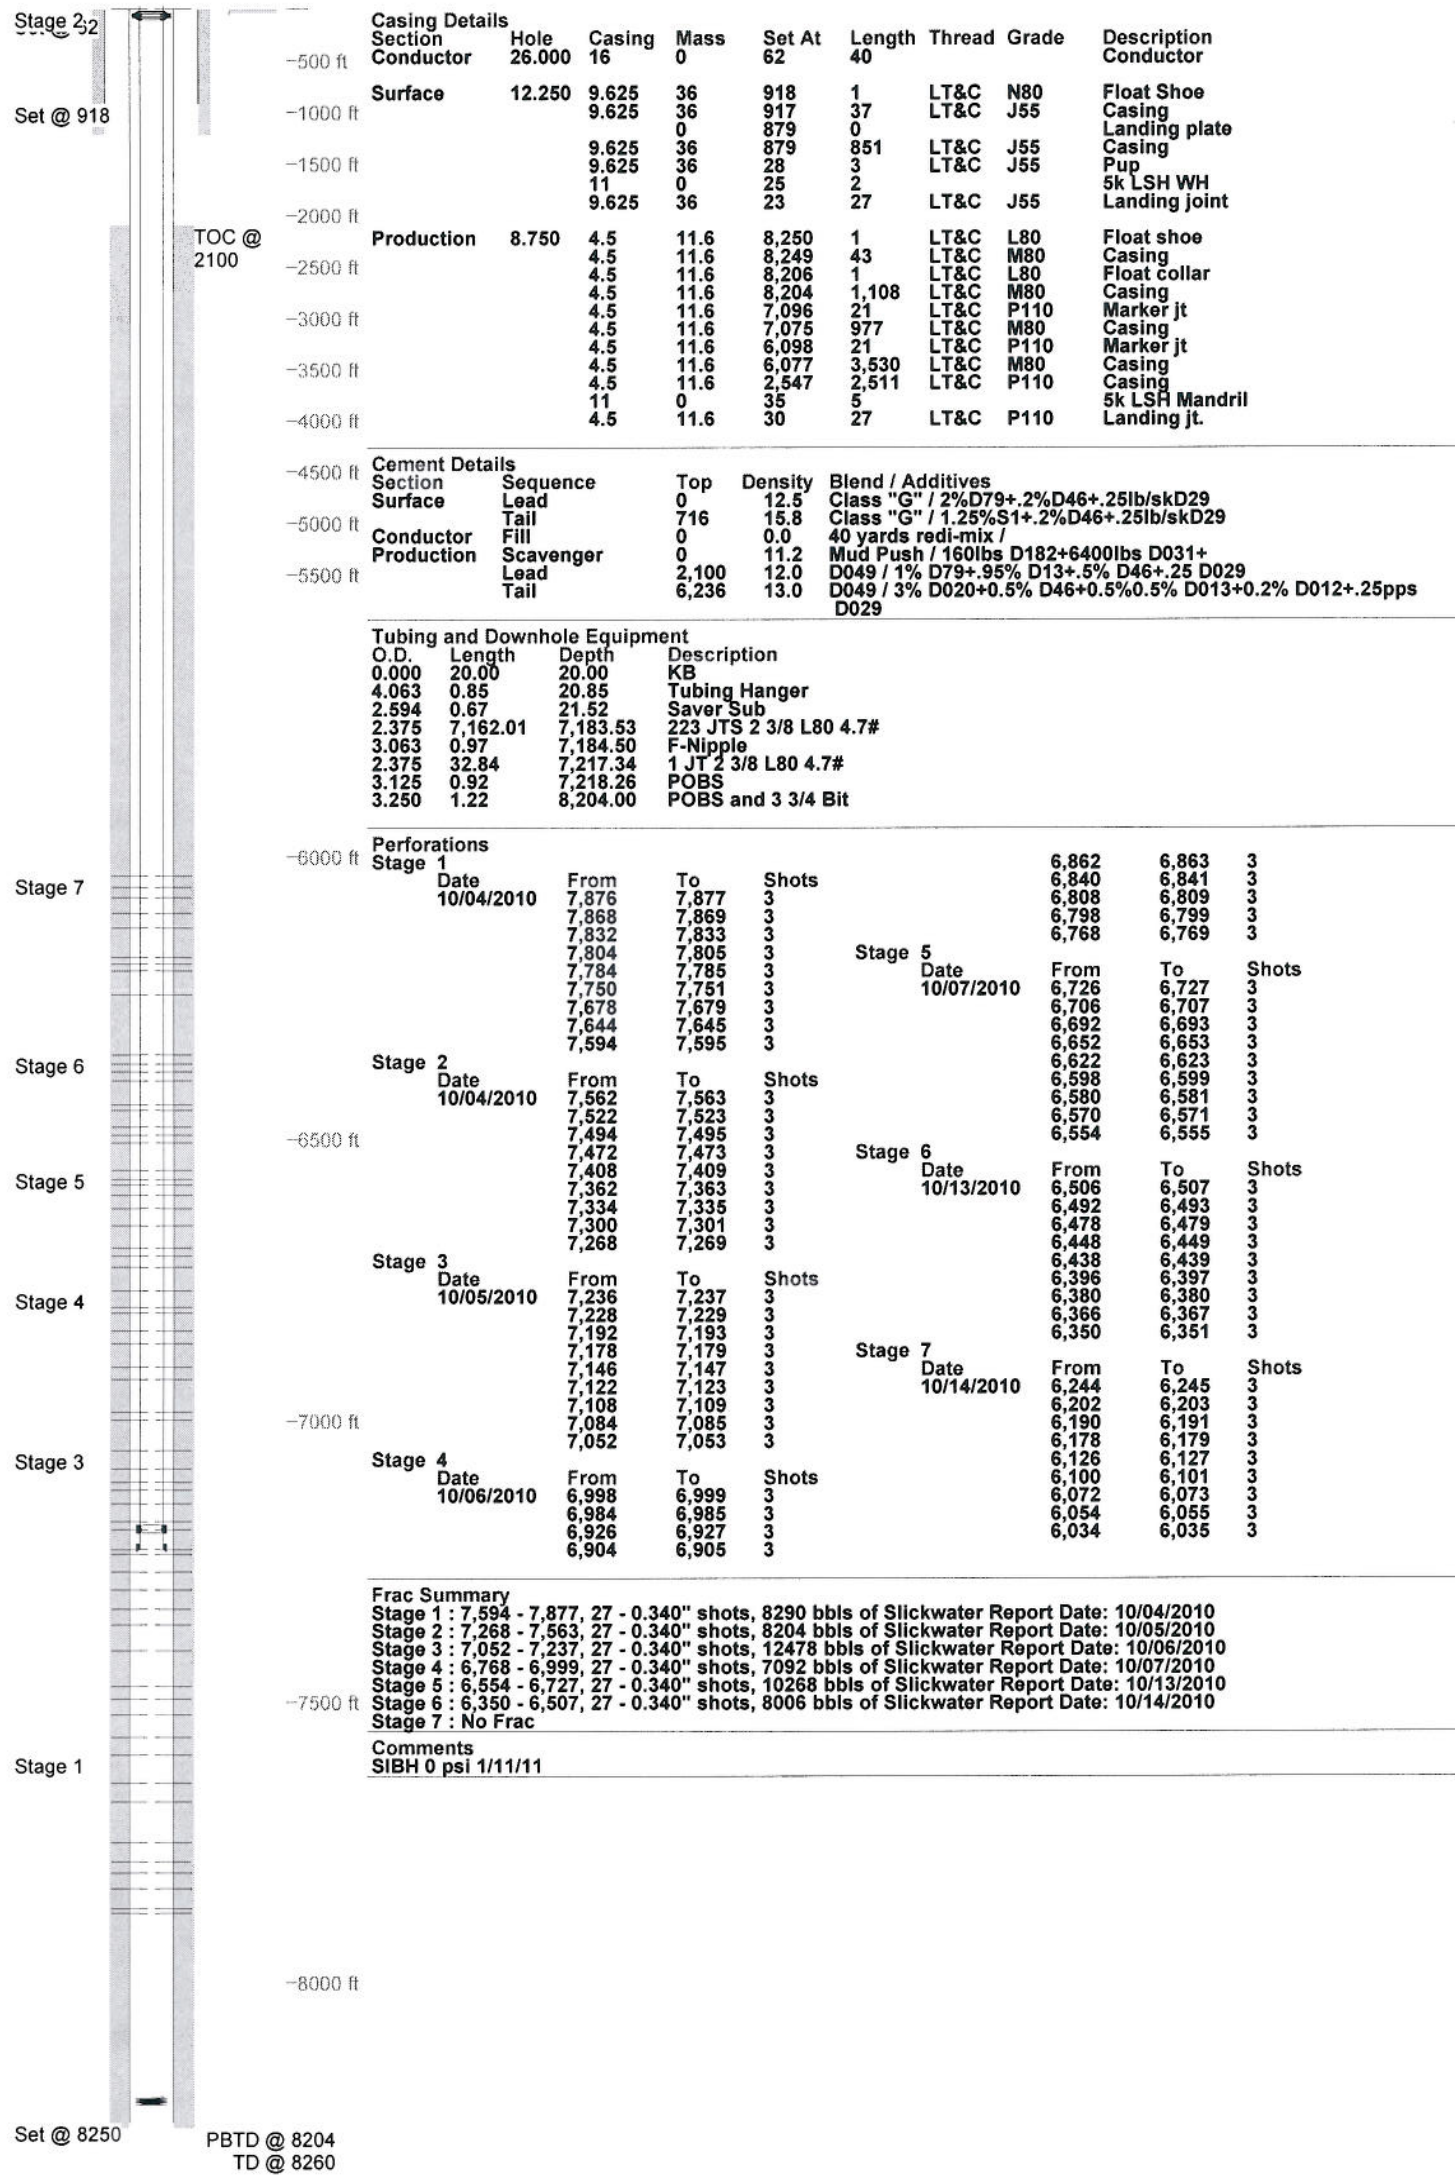 Stage 2
Set @ 918
TOC @
2100
Stage 7
Stage 6
Stage 5
Stage 4
Stage 3
Stage 1
Set @ 8250
PBTD @ 8204
TD @ 8260
-500 ft
-1000 ft
-1500 ft
-2000 ft
-2500 ft
-3000 ft
-3500 ft
-4000 ft
-4500 ft
-5000 ft
-5500 ft
-6000 ft
-6500 ft
-7000 ft
-7500 ft
-8000 ft
Casing Details
Section Hole Casing Mass Set At Length Thread Grade Description
Conductor 26.000 16 0 62 40 Conductor
Surface 12.250 9.625 36 918 1 LT&C N80 Float Shoe
9.625 36 917 37 LT&C J55 Casing
0 879 0 Landing plate
9.625 36 879 851 LT&C J55 Casing
9.625 36 28 3 LT&C J55 Pup
11 0 25 2 5k LSH WH
9.625 36 23 27 LT&C J55 Landing joint
Production 8.750 4.5 11.6 8,250 1 LT&C L80 Float shoe
4.5 11.6 8,249 43 LT&C M80 Casing
4.5 11.6 8,206 1 LT&C L80 Float collar
4.5 11.6 8,204 1,108 LT&C M80 Casing
4.5 11.6 7,096 21 LT&C P110 Marker jt
4.5 11.6 7,075 977 LT&C M80 Casing
4.5 11.6 6,098 21 LT&C P110 Marker jt
4.5 11.6 6,077 3,530 LT&C M80 Casing
4.5 11.6 2,547 2,511 LT&C P110 Casing
11 0 35 5 5k LSH Mandril
4.5 11.6 30 27 LT&C P110 Landing jt.
Cement Details
Section Sequence Top Density Blend / Additives
Surface Lead 0 12.5 Class "G" / 2%D79+.2%D46+.25lb/skD29
Tail 716 15.8 Class "G" / 1.25%S1+.2%D46+.25lb/skD29
Conductor Fill 0 0.0 40 yards redi-mix /
Production Scavenger 0 11.2 Mud Push / 160lbs D182+6400lbs D031+
Lead 2,100 12.0 D049 / 1% D79+.95% D13+.5% D46+.25 D029
Tail 6,236 13.0 D049 / 3% D020+0.5% D46+0.5%0.5% D013+0.2% D012+.25pps
D029
Tubing and Downhole Equipment
O.D. Length Depth Description
0.000 20.00 20.00 KB
4.063 0.85 20.85 Tubing Hanger
2.594 0.67 21.52 Saver Sub
2.375 7,162.01 7,183.53 223 JTS 2 3/8 L80 4.7#
3.063 0.97 7,184.50 F-Nipple
2.375 32.84 7,217.34 1 JT 2 3/8 L80 4.7#
3.125 0.92 7,218.26 POBS
3.250 1.22 8,204.00 POBS and 3 3/4 Bit
Perforations
Stage 1
Date From To Shots
10/04/2010 7,876 7,877 3
7,868 7,869 3
7,832 7,833 3
7,804 7,805 3
7,784 7,785 3
7,750 7,751 3
7,678 7,679 3
7,644 7,645 3
7,594 7,595 3
Stage 2
Date From To Shots
10/04/2010 7,562 7,563 3
7,522 7,523 3
7,494 7,495 3
7,472 7,473 3
7,408 7,409 3
7,362 7,363 3
7,334 7,335 3
7,300 7,301 3
7,268 7,269 3
Stage 3
Date From To Shots
10/05/2010 7,236 7,237 3
7,228 7,229 3
7,192 7,193 3
7,178 7,179 3
7,146 7,147 3
7,122 7,123 3
7,108 7,109 3
7,084 7,085 3
7,052 7,053 3
Stage 4
Date From To Shots
10/06/2010 6,998 6,999 3
6,984 6,985 3
6,926 6,927 3
6,904 6,905 3
6,862 6,863 3
6,840 6,841 3
6,808 6,809 3
6,798 6,799 3
6,768 6,769 3
Stage 5
Date From To Shots
10/07/2010 6,726 6,727 3
6,706 6,707 3
6,692 6,693 3
6,652 6,653 3
6,622 6,623 3
6,598 6,599 3
6,580 6,581 3
6,570 6,571 3
6,554 6,555 3
Stage 6
Date From To Shots
10/13/2010 6,506 6,507 3
6,492 6,493 3
6,478 6,479 3
6,448 6,449 3
6,438 6,439 3
6,396 6,397 3
6,380 6,380 3
6,366 6,367 3
6,350 6,351 3
Stage 7
Date From To Shots
10/14/2010 6,244 6,245 3
6,202 6,203 3
6,190 6,191 3
6,178 6,179 3
6,126 6,127 3
6,100 6,101 3
6,072 6,073 3
6,054 6,055 3
6,034 6,035 3
Frac Summary
Stage 1 : 7,594 - 7,877, 27 - 0.340" shots, 8290 bbls of Slickwater Report Date: 10/04/2010
Stage 2 : 7,268 - 7,563, 27 - 0.340" shots, 8204 bbls of Slickwater Report Date: 10/05/2010
Stage 3 : 7,052 - 7,237, 27 - 0.340" shots, 12478 bbls of Slickwater Report Date: 10/06/2010
Stage 4 : 6,768 - 6,999, 27 - 0.340" shots, 7092 bbls of Slickwater Report Date: 10/07/2010
Stage 5 : 6,554 - 6,727, 27 - 0.340" shots, 10268 bbls of Slickwater Report Date: 10/13/2010
Stage 6 : 6,350 - 6,507, 27 - 0.340" shots, 8006 bbls of Slickwater Report Date: 10/14/2010
Stage 7 : No Frac
Comments
SIBH 0 psi 1/11/11